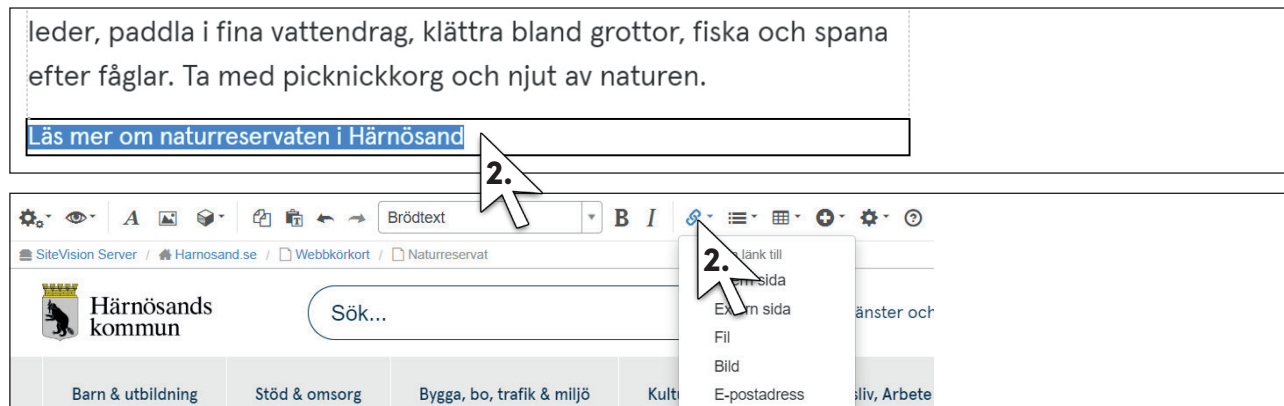 leder, paddla i fina vattendrag, klättra bland grottor, fiska och spana
efter fåglar. Ta med picknickkorg och njut av naturen.
Läs mer om naturreservaten i Härnösand
2.
A Brödtext B I
SiteVision Server / Harnosand.se / Webbkörkort / Naturreservat
länk till
2.
sida
Extern sida
Fil
Bild
E-postadress
Härnösands
kommun
Sök...
änster och
Barn & utbildning Stöd & omsorg Bygga, bo, trafik & miljö Kultu sliv, Arbete